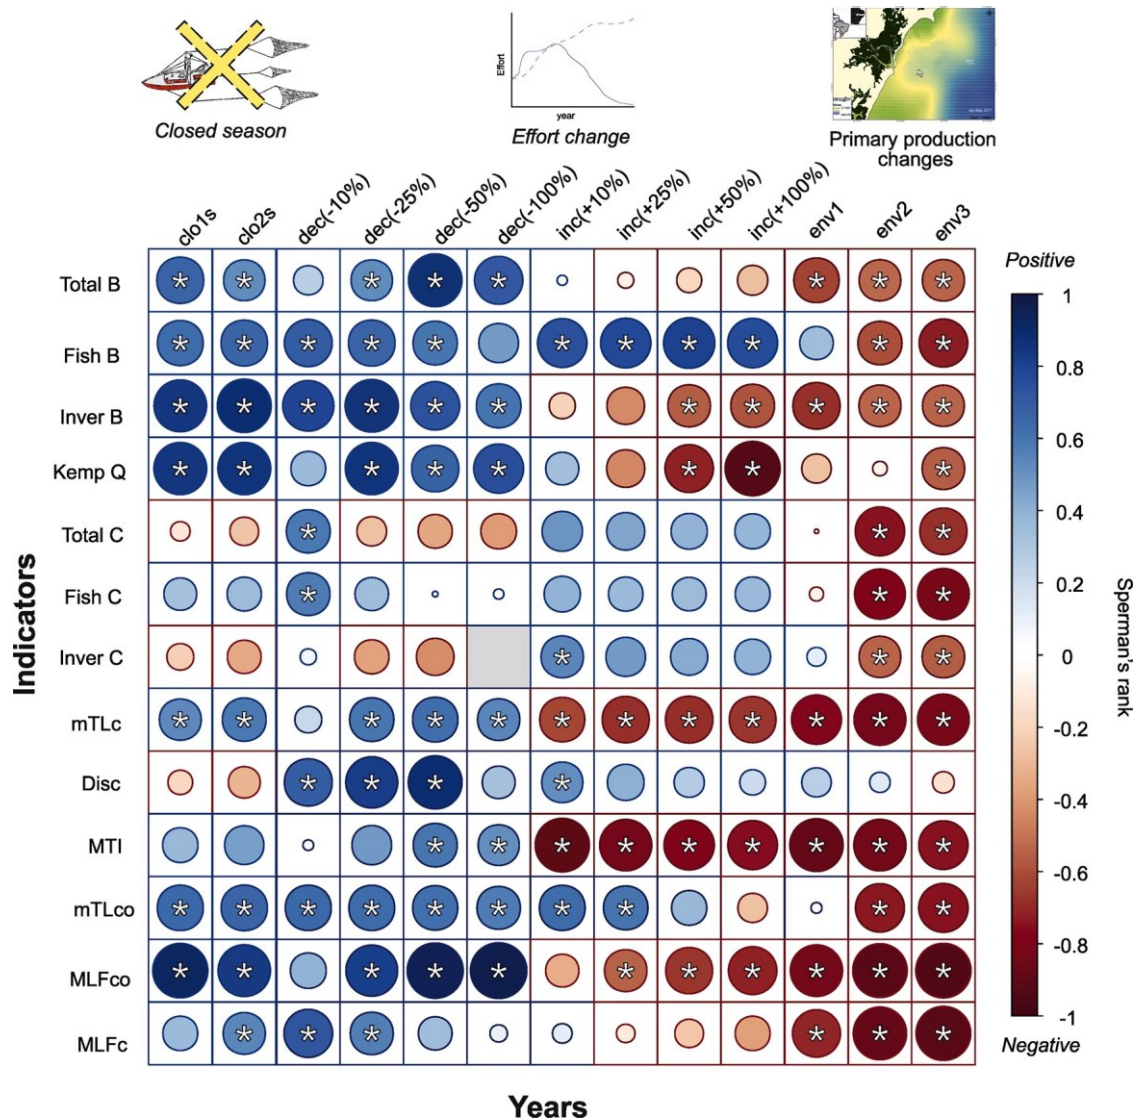 Closed season
Effort
year
Effort change
Primary production
changes
clo1s
clo2s
dec(-10%)
dec(-25%)
dec(-50%)
dec(-100%)
inc(+10%)
inc(+25%)
inc(+50%)
inc(+100%)
env1
env2
env3
Indicators
Total B
Fish B
Inver B
Kemp Q
Total C
Fish C
Inver C
mTLc
Disc
MTI
mTLco
MLFco
MLFc
Years
Positive
1
0.8
0.6
0.4
0.2
0
-0.2
-0.4
-0.6
-0.8
-1
Negative
Sperman's rank